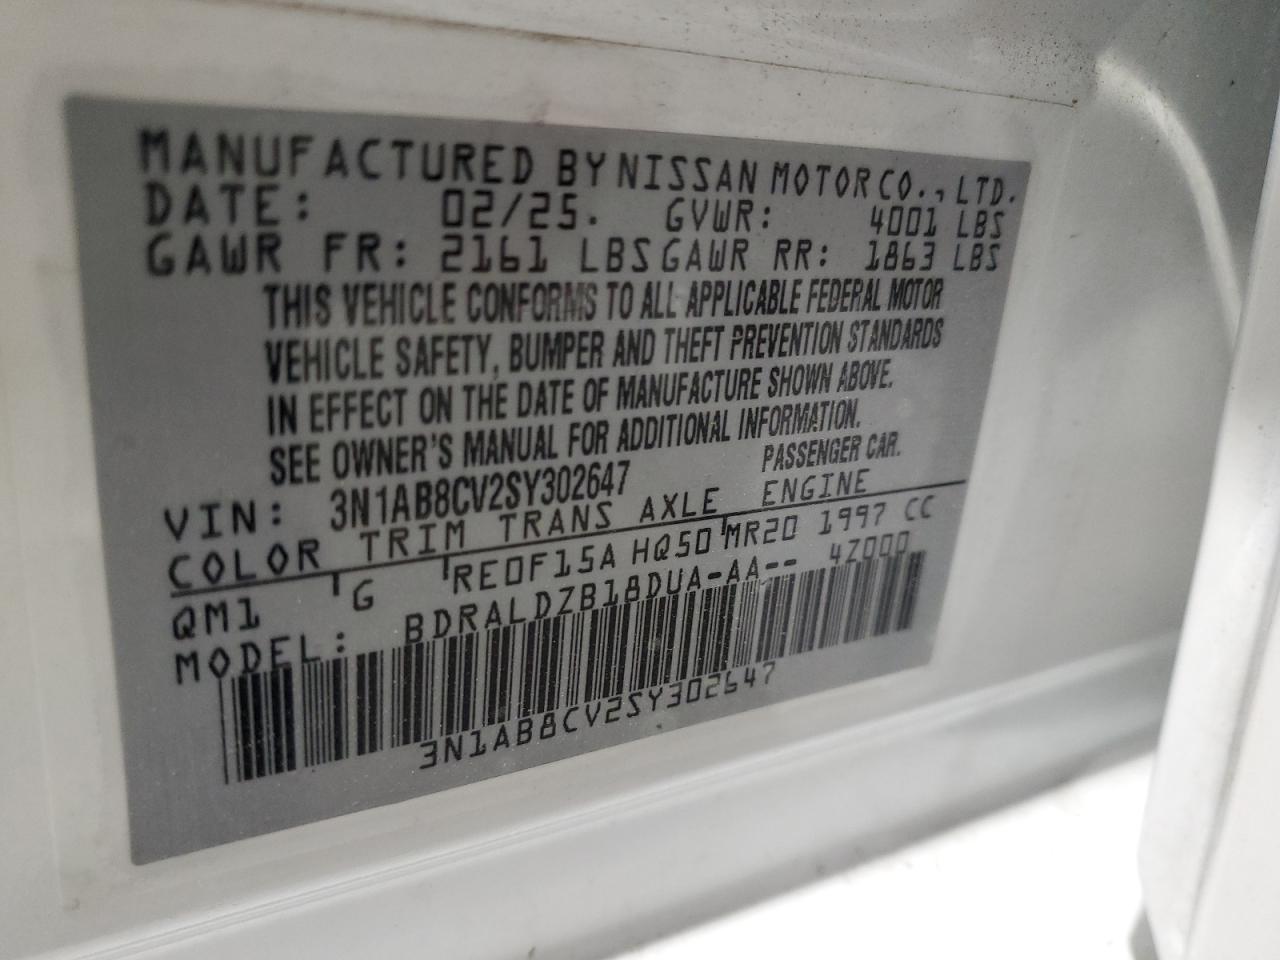 MANUFACTURED BY NISSAN MOTOR CO., LTD.
DATE: 02/25. GVWR: 4001 LBS
GAWR FR: 2161 LBS GAWR RR: 1863 LBS
THIS VEHICLE CONFORMS TO ALL APPLICABLE FEDERAL MOTOR
VEHICLE SAFETY, BUMPER AND THEFT PREVENTION STANDARDS
IN EFFECT ON THE DATE OF MANUFACTURE SHOWN ABOVE.
SEE OWNER'S MANUAL FOR ADDITIONAL INFORMATION.
VIN: 3N1AB8CV2SY302647 PASSENGER CAR.
COLOR TRIM TRANS AXLE ENGINE
QM1 G RE0F15A HQ50 MR20 1997 CC
MODEL: BDRALDZB18DUA-AA-- 4Z000
3N1AB8CV2SY302647